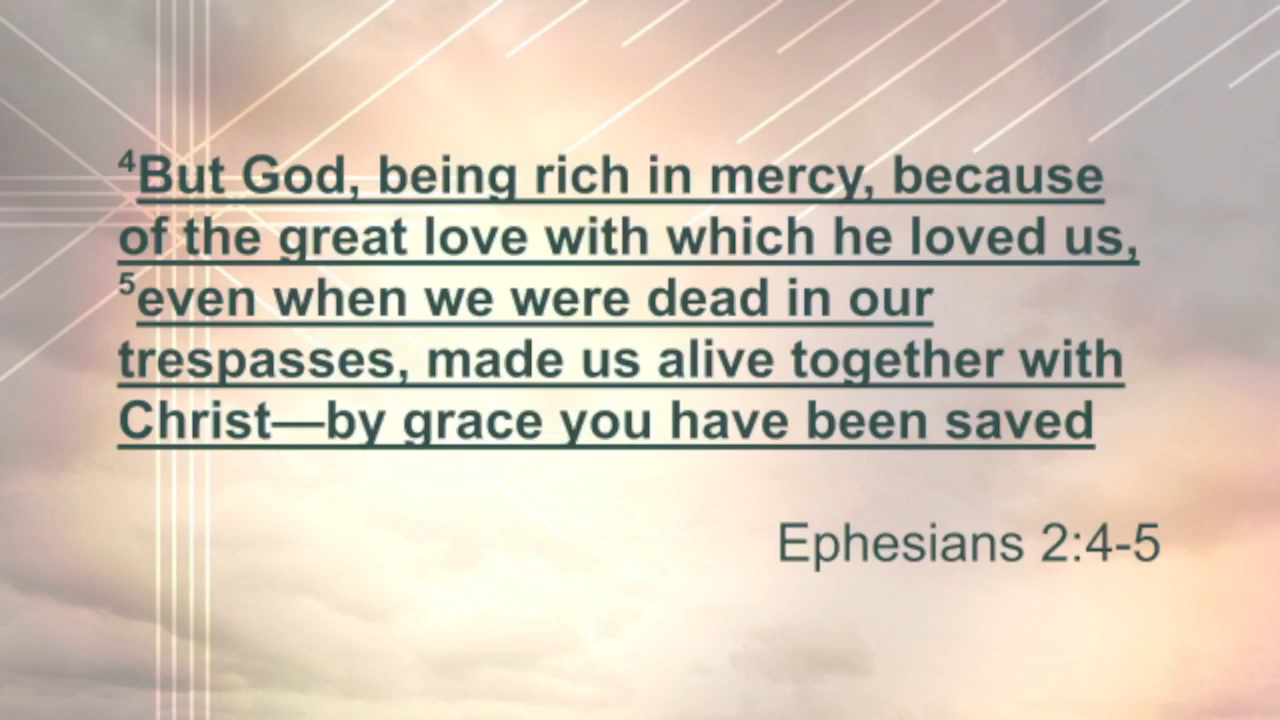 ⁴But God, being rich in mercy, because
of the great love with which he loved us,
⁵even when we were dead in our
trespasses, made us alive together with
Christ—by grace you have been saved
Ephesians 2:4-5